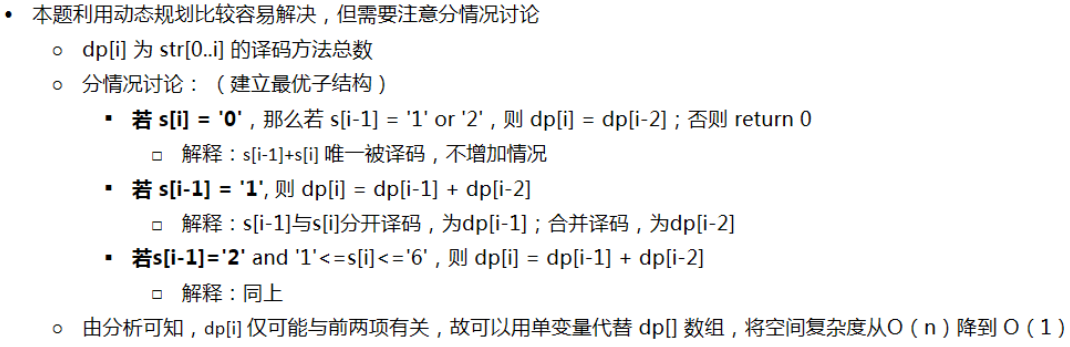 • 本题利用动态规划比较容易解决，但需要注意分情况讨论
○ dp[i] 为 str[0..i] 的译码方法总数
○ 分情况讨论：（建立最优子结构）
▪ 若 s[i] = '0'，那么若 s[i-1] = '1' or '2'，则 dp[i] = dp[i-2]；否则 return 0
□ 解释：s[i-1]+s[i] 唯一被译码，不增加情况
▪ 若 s[i-1] = '1', 则 dp[i] = dp[i-1] + dp[i-2]
□ 解释：s[i-1]与s[i]分开译码，为dp[i-1]；合并译码，为dp[i-2]
▪ 若s[i-1]='2' and '1'<=s[i]<='6'，则 dp[i] = dp[i-1] + dp[i-2]
□ 解释：同上
○ 由分析可知，dp[i] 仅可能与前两项有关，故可以用单变量代替 dp[] 数组，将空间复杂度从O（n）降到 O（1）